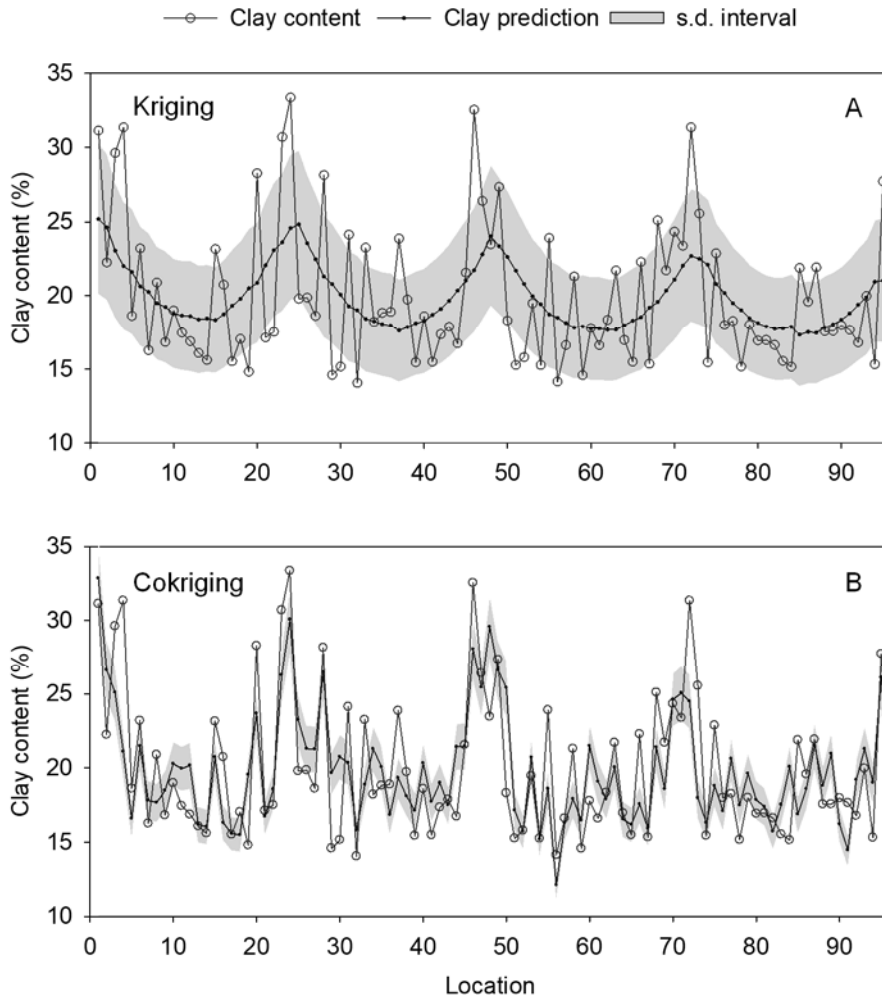 Clay content Clay prediction s.d. interval
35
Kriging A
30
25
20
15
10
Clay content (%)
0 10 20 30 40 50 60 70 80 90
35
Cokriging B
30
25
20
15
10
Clay content (%)
0 10 20 30 40 50 60 70 80 90
Location